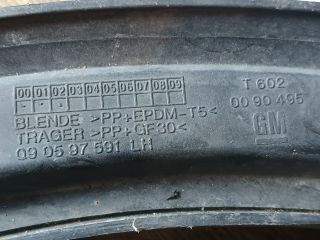 00 01 02 03 04 05 06 07 08 09
T 602
BLENDE >PP+EPDM-T5<
00 90 495
TRAGER >PP+GF30<
GM
09 05 97 591 LH